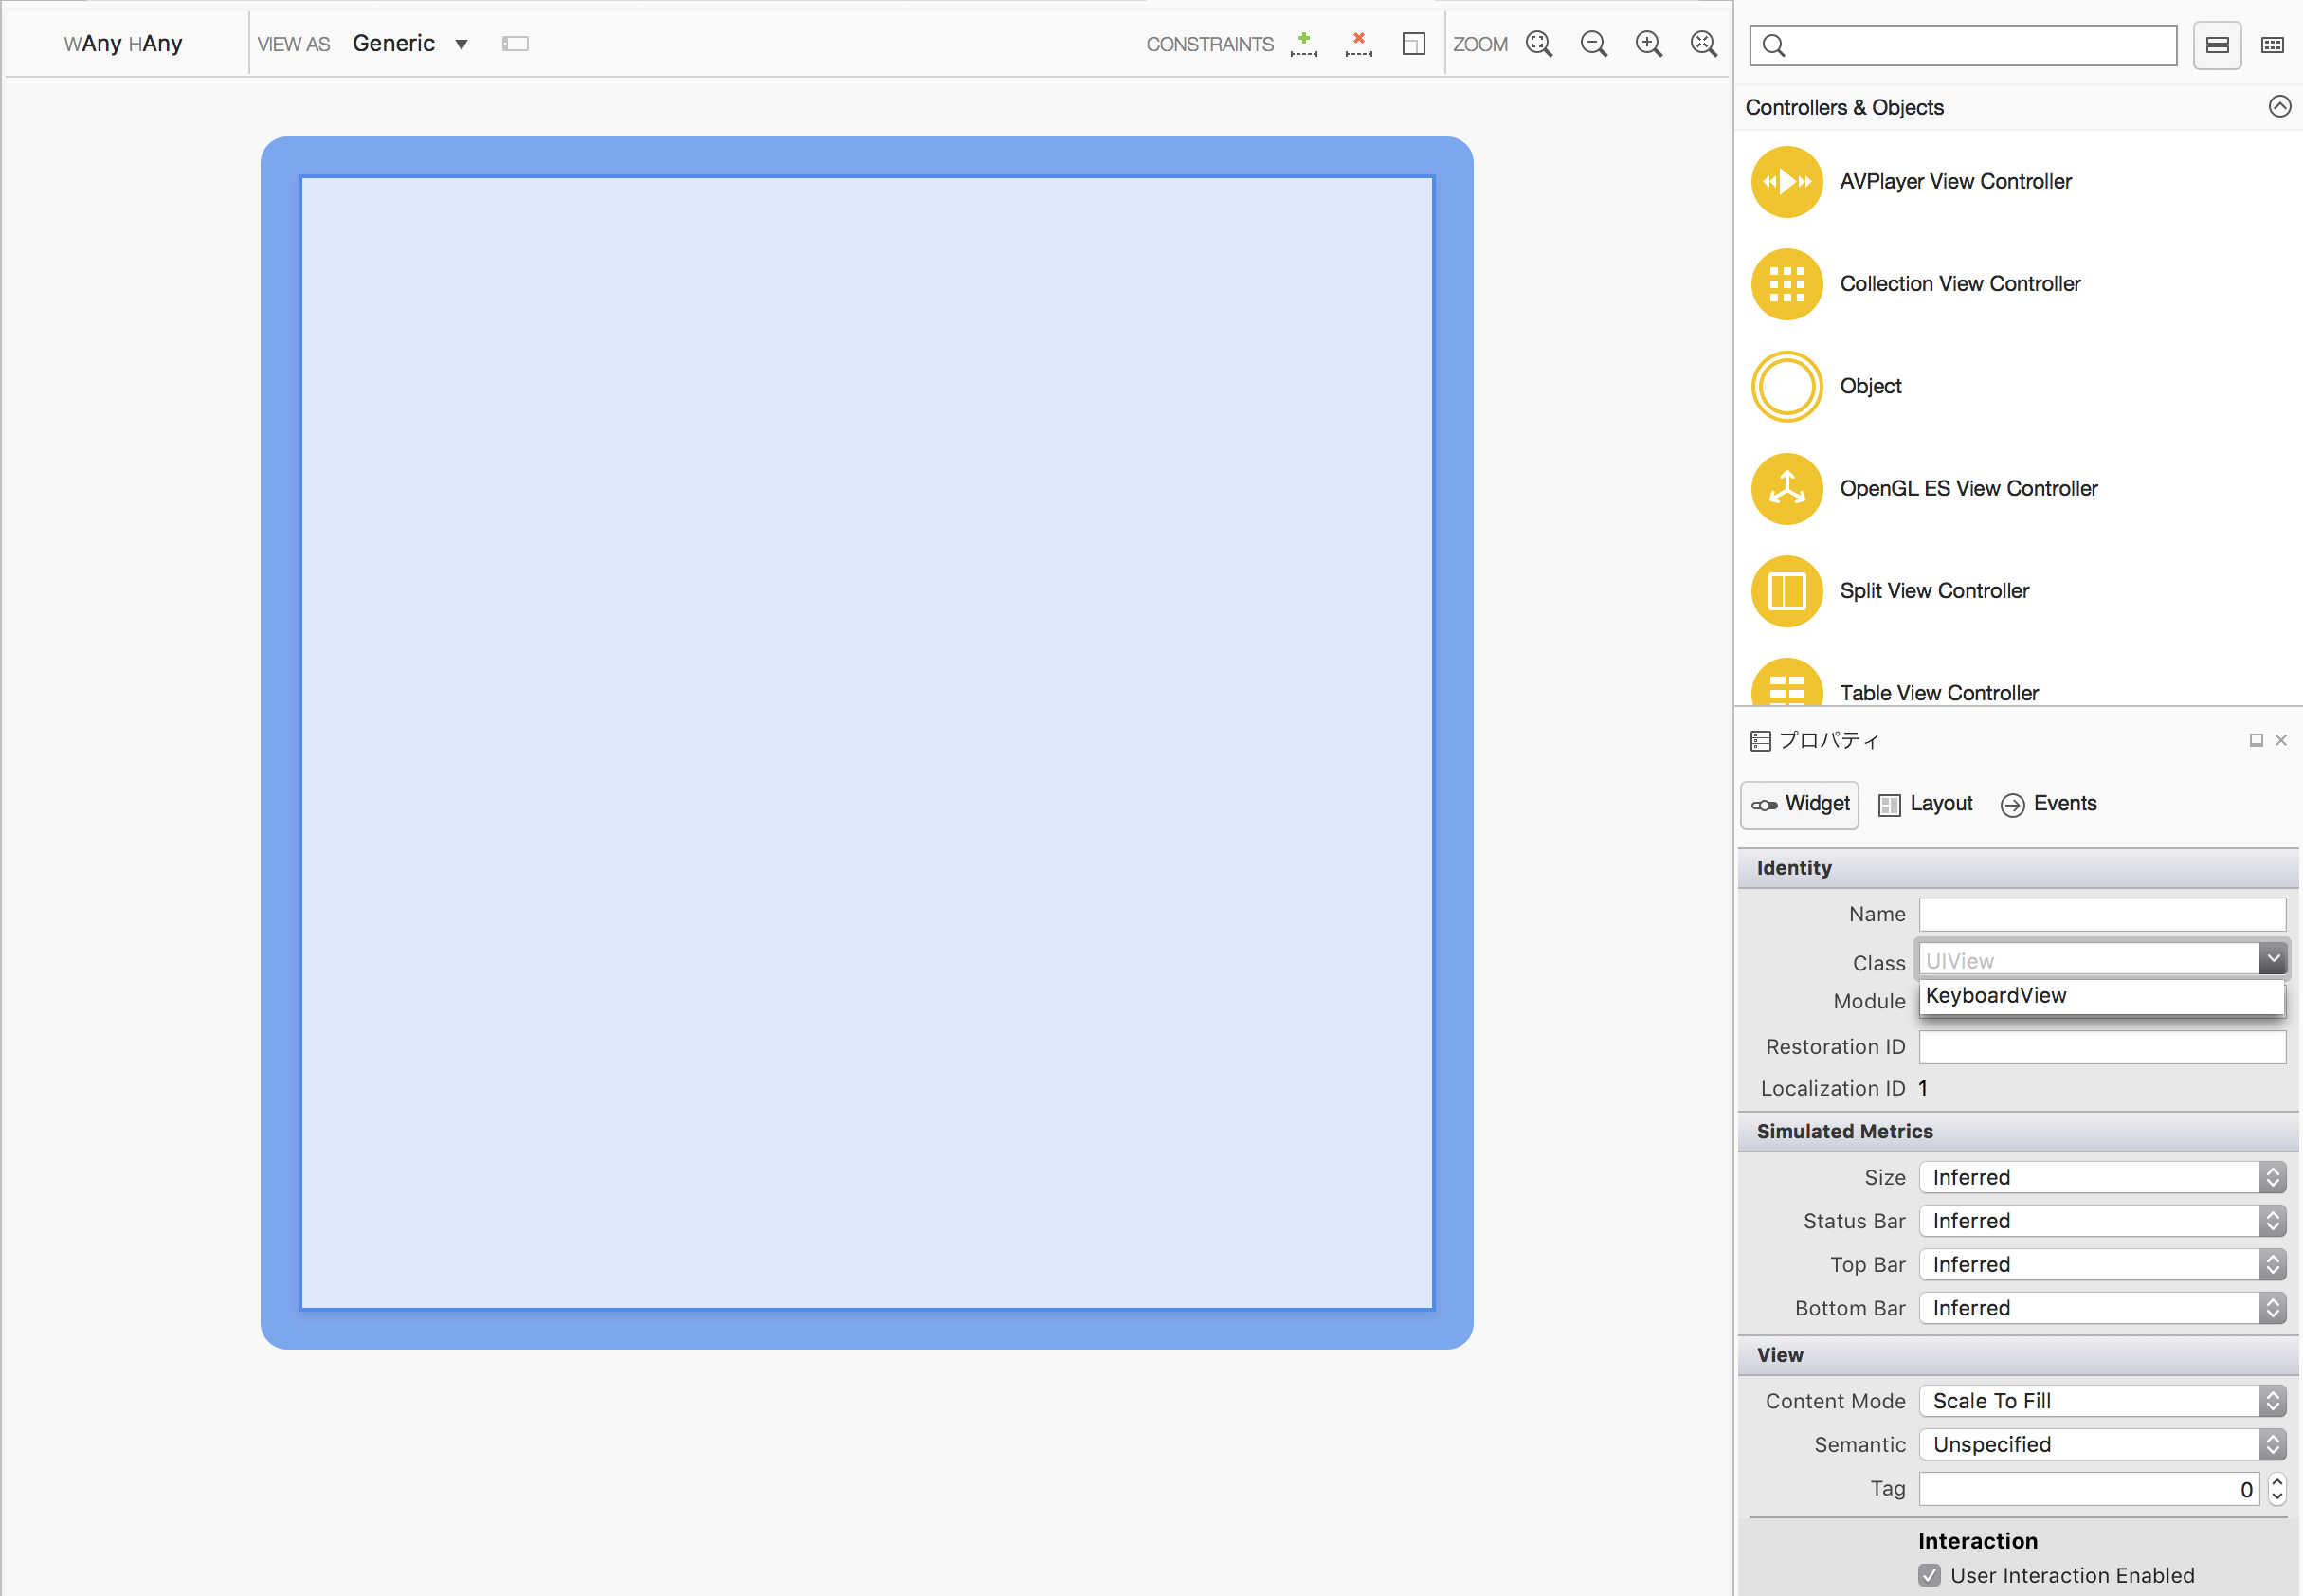 WAny HAny VIEW AS Generic CONSTRAINTS ZOOM
Controllers & Objects
AVPlayer View Controller
Collection View Controller
Object
OpenGL ES View Controller
Split View Controller
Table View Controller
プロパティ
Widget Layout Events
Identity
Name
Class UIView
KeyboardView
Module
Restoration ID
Localization ID 1
Simulated Metrics
Size Inferred
Status Bar Inferred
Top Bar Inferred
Bottom Bar Inferred
View
Content Mode Scale To Fill
Semantic Unspecified
Tag 0
Interaction
User Interaction Enabled